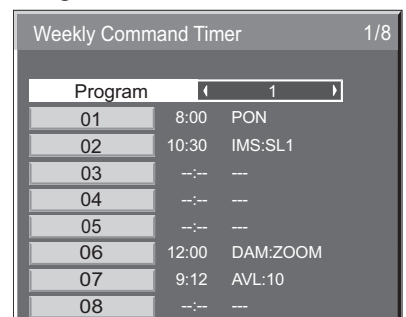 Weekly Command Timer 1/8
Program 1
01 8:00 PON
02 10:30 IMS:SL1
03 --:-- ---
04 --:-- ---
05 --:-- ---
06 12:00 DAM:ZOOM
07 9:12 AVL:10
08 --:-- ---